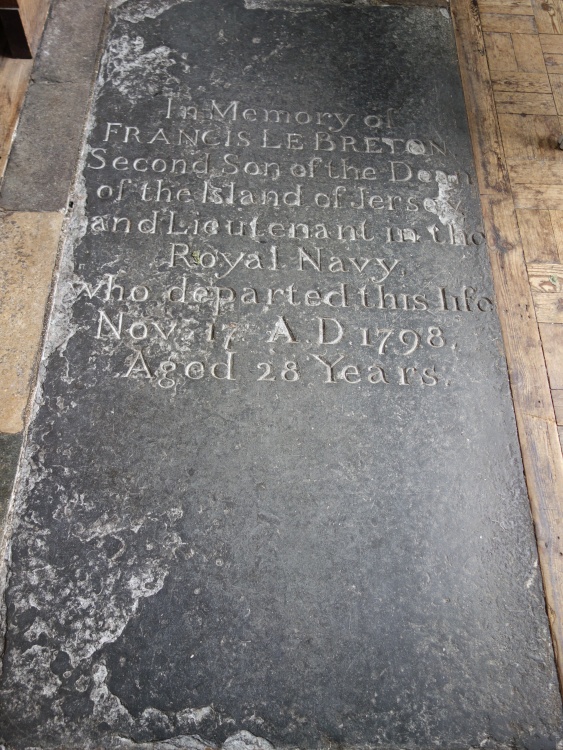 In Memory of
FRANCIS LE BRETON
Second Son of the Dean
of the Island of Jersey
and Lieutenant in the
Royal Navy
who departed this life
Nov. 17 A.D. 1798.
Aged 28 Years.